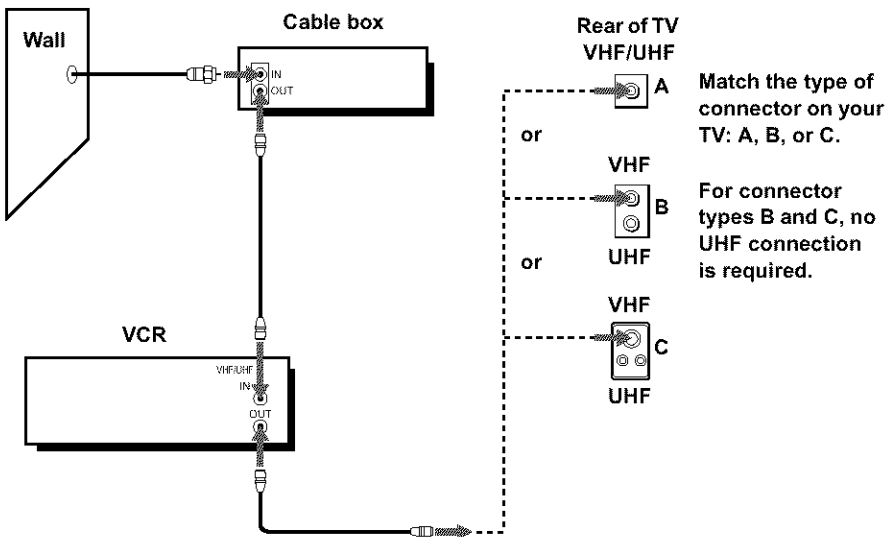 Wall
Cable box
IN
OUT
VCR
VHF/UHF
IN
OUT
Rear of TV
VHF/UHF
A
or
VHF
B
UHF
or
VHF
C
UHF
Match the type of
connector on your
TV: A, B, or C.
For connector
types B and C, no
UHF connection
is required.